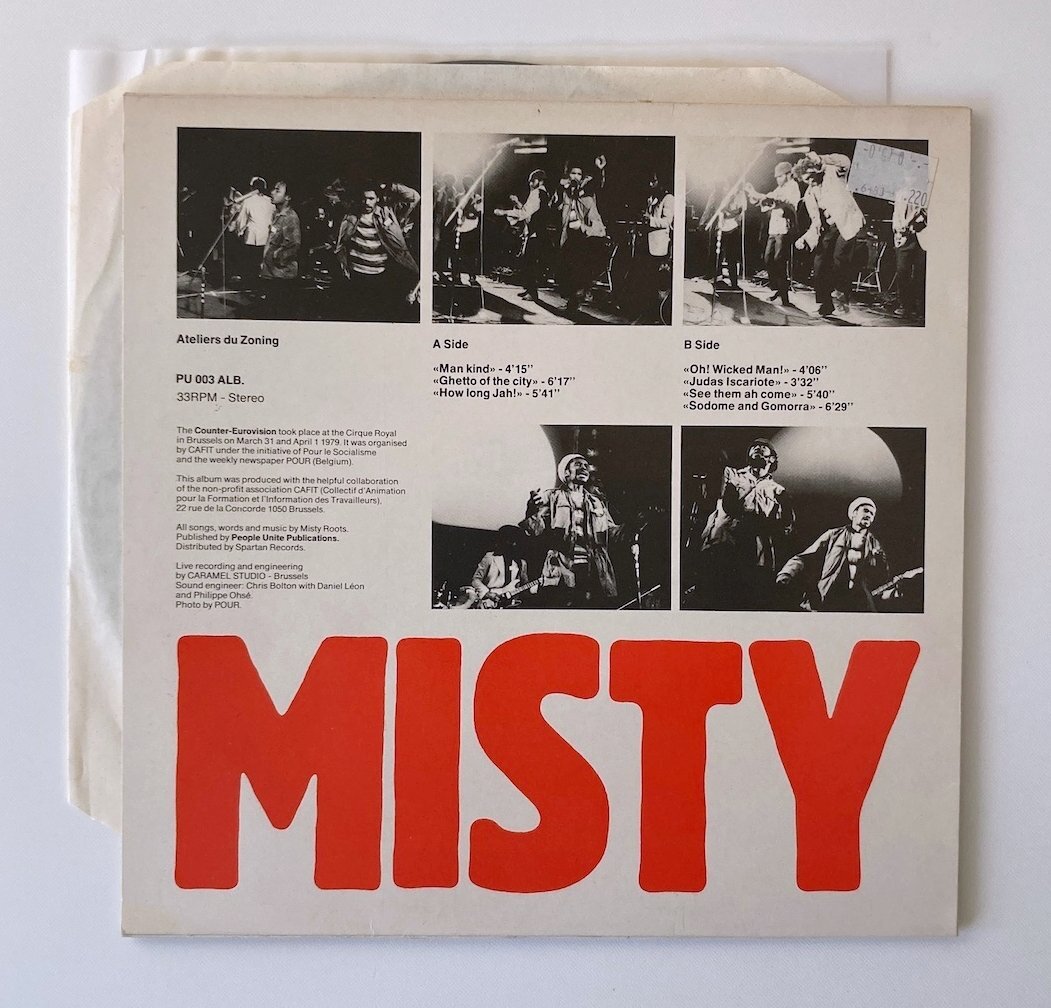 Ateliers du Zoning
PU 003 ALB.
33RPM - Stereo
The Counter-Eurovision took place at the Cirque Royal
in Brussels on March 31 and April 1 1979. It was organised
by CAFIT under the initiative of Pour le Socialisme
and the weekly newspaper POUR (Belgium).
This album was produced with the helpful collaboration
of the non-profit association CAFIT (Collectif d'Animation
pour la Formation et l'Information des Travailleurs),
22 rue de la Concorde 1050 Brussels.
All songs, words and music by Misty Roots.
Published by People Unite Publications.
Distributed by Spartan Records.
Live recording and engineering
by CARAMEL STUDIO - Brussels
Sound engineer: Chris Bolton with Daniel Léon
and Philippe Ohsé.
Photo by POUR.
A Side
«Man kind» - 4'15''
«Ghetto of the city» - 6'17''
«How long Jah!» - 5'41''
B Side
«Oh! Wicked Man!» - 4'06''
«Judas Iscariote» - 3'32''
«See them ah come» - 5'40''
«Sodome and Gomorra» - 6'29''
220
MISTY